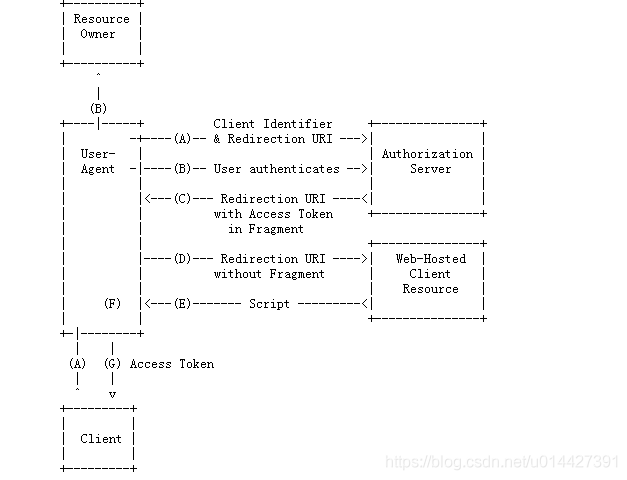 Resource
Owner
(B)
Client Identifier
(A) & Redirection URI
User-Agent
(B) User authenticates
Authorization Server
(C) Redirection URI
with Access Token
in Fragment
(D) Redirection URI
without Fragment
Web-Hosted
Client
Resource
(F)
(E) Script
(A) (G) Access Token
v
Client
https://blog.csdn.net/u014427391